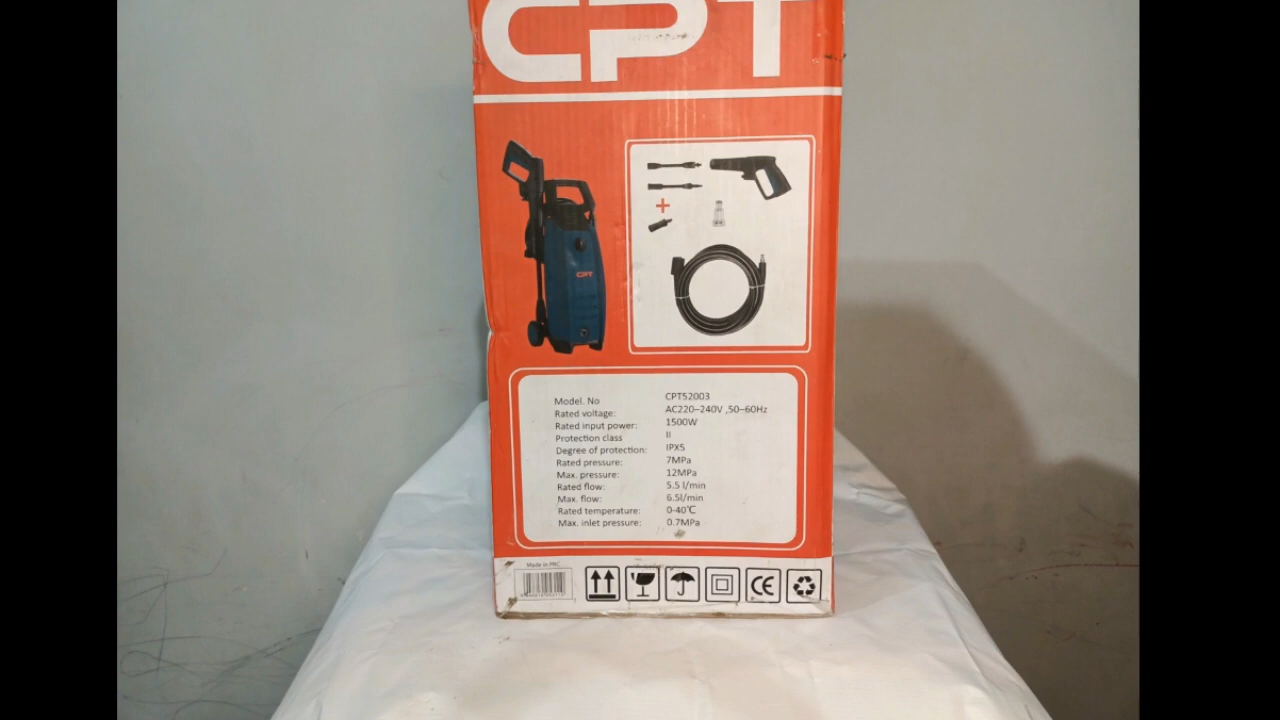 CPT
CPT
Model. No CPT52003
Rated voltage: AC220–240V ,50–60Hz
Rated input power: 1500W
Protection class II
Degree of protection: IPX5
Rated pressure: 7MPa
Max. pressure: 12MPa
Rated flow: 5.5 l/min
Max. flow: 6.5l/min
Rated temperature: 0-40℃
Max. inlet pressure: 0.7MPa
Made in PRC
CE